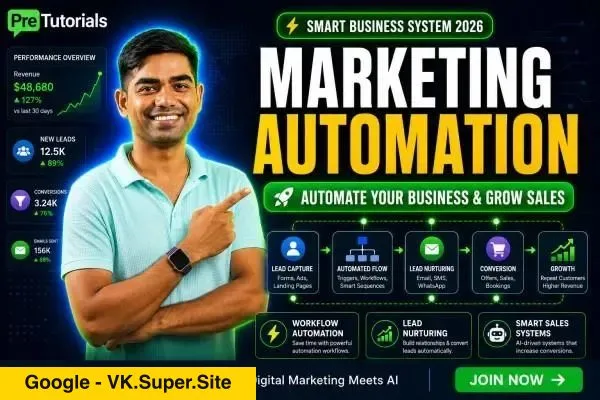 Pre Tutorials
PERFORMANCE OVERVIEW
Revenue
$48,680
▲ 127%
vs last 30 days
NEW LEADS
12.5K
▲ 89%
CONVERSIONS
3.24K
▲ 76%
EMAILS SENT
156K
▲ 68%
SMART BUSINESS SYSTEM 2026
MARKETING
AUTOMATION
AUTOMATE YOUR BUSINESS & GROW SALES
LEAD CAPTURE
Forms, Ads,
Landing Pages
AUTOMATED FLOW
Triggers, Workflows,
Smart Sequences
LEAD NURTURING
Email, SMS,
WhatsApp
CONVERSION
Offers, Sales,
Bookings
GROWTH
Repeat Customers
Higher Revenue
WORKFLOW
AUTOMATION
Save time with powerful
automation workflows.
LEAD
NURTURING
Build relationships & convert
leads automatically.
SMART SALES
SYSTEMS
AI-driven systems that
increase conversions.
Google - VK.Super.Site
Digital Marketing Meets AI
JOIN NOW →